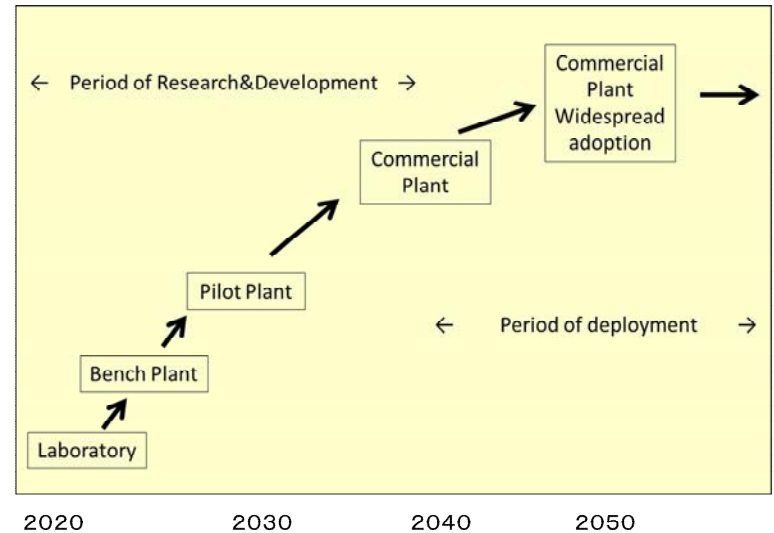 ← Period of Research&Development →
Commercial
Plant
Widespread
adoption
Commercial
Plant
Pilot Plant
← Period of deployment →
Bench Plant
Laboratory
2020 2030 2040 2050